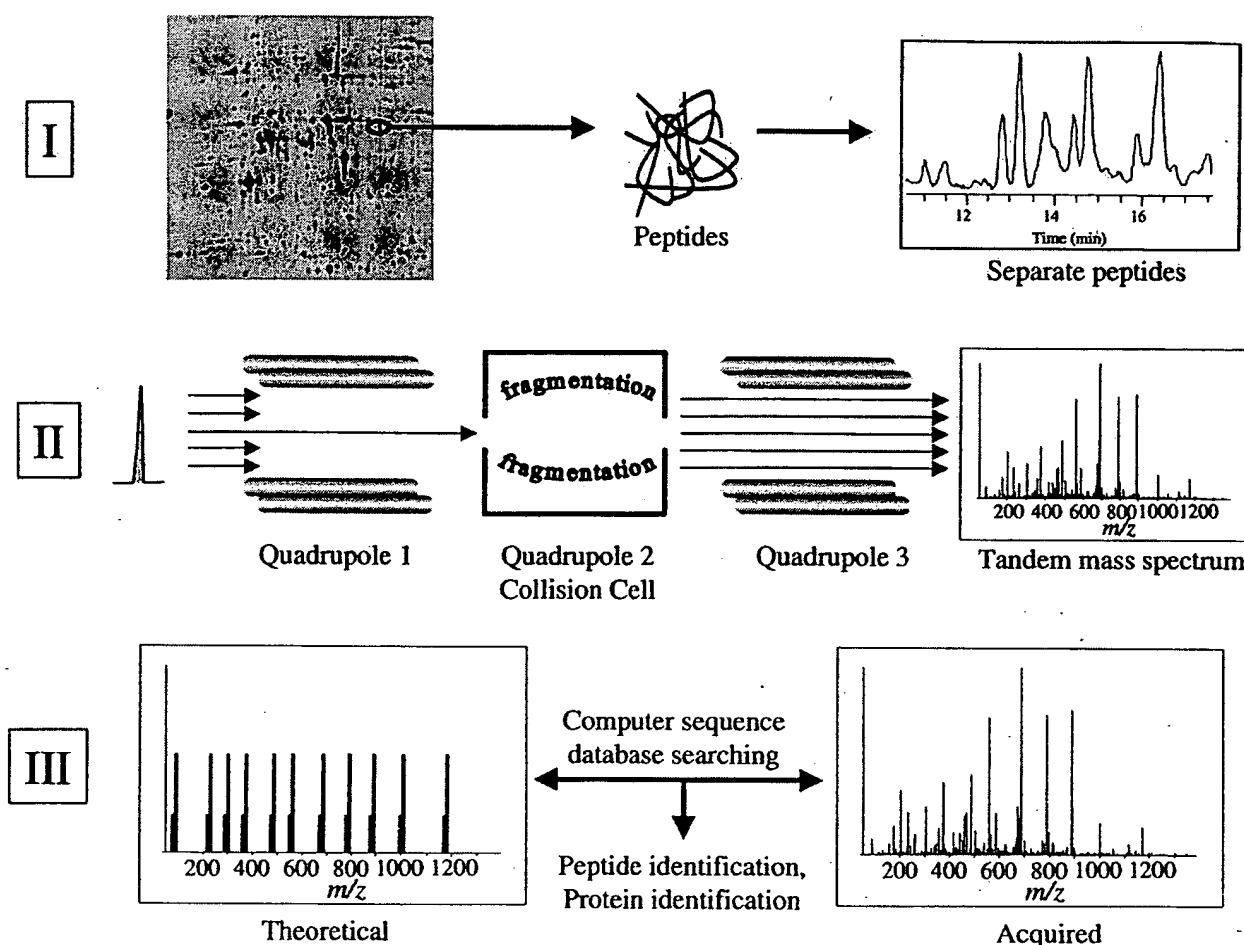 I
Peptides
12 14 16
Time (min)
Separate peptides
II
fragmentation
fragmentation
Quadrupole 1
Quadrupole 2
Collision Cell
Quadrupole 3
200 400 600 800 1000 1200
m/z
Tandem mass spectrum
III
200 400 600 800 1000 1200
m/z
Theoretical
Computer sequence
database searching
Peptide identification,
Protein identification
200 400 600 800 1000 1200
m/z
Acquired